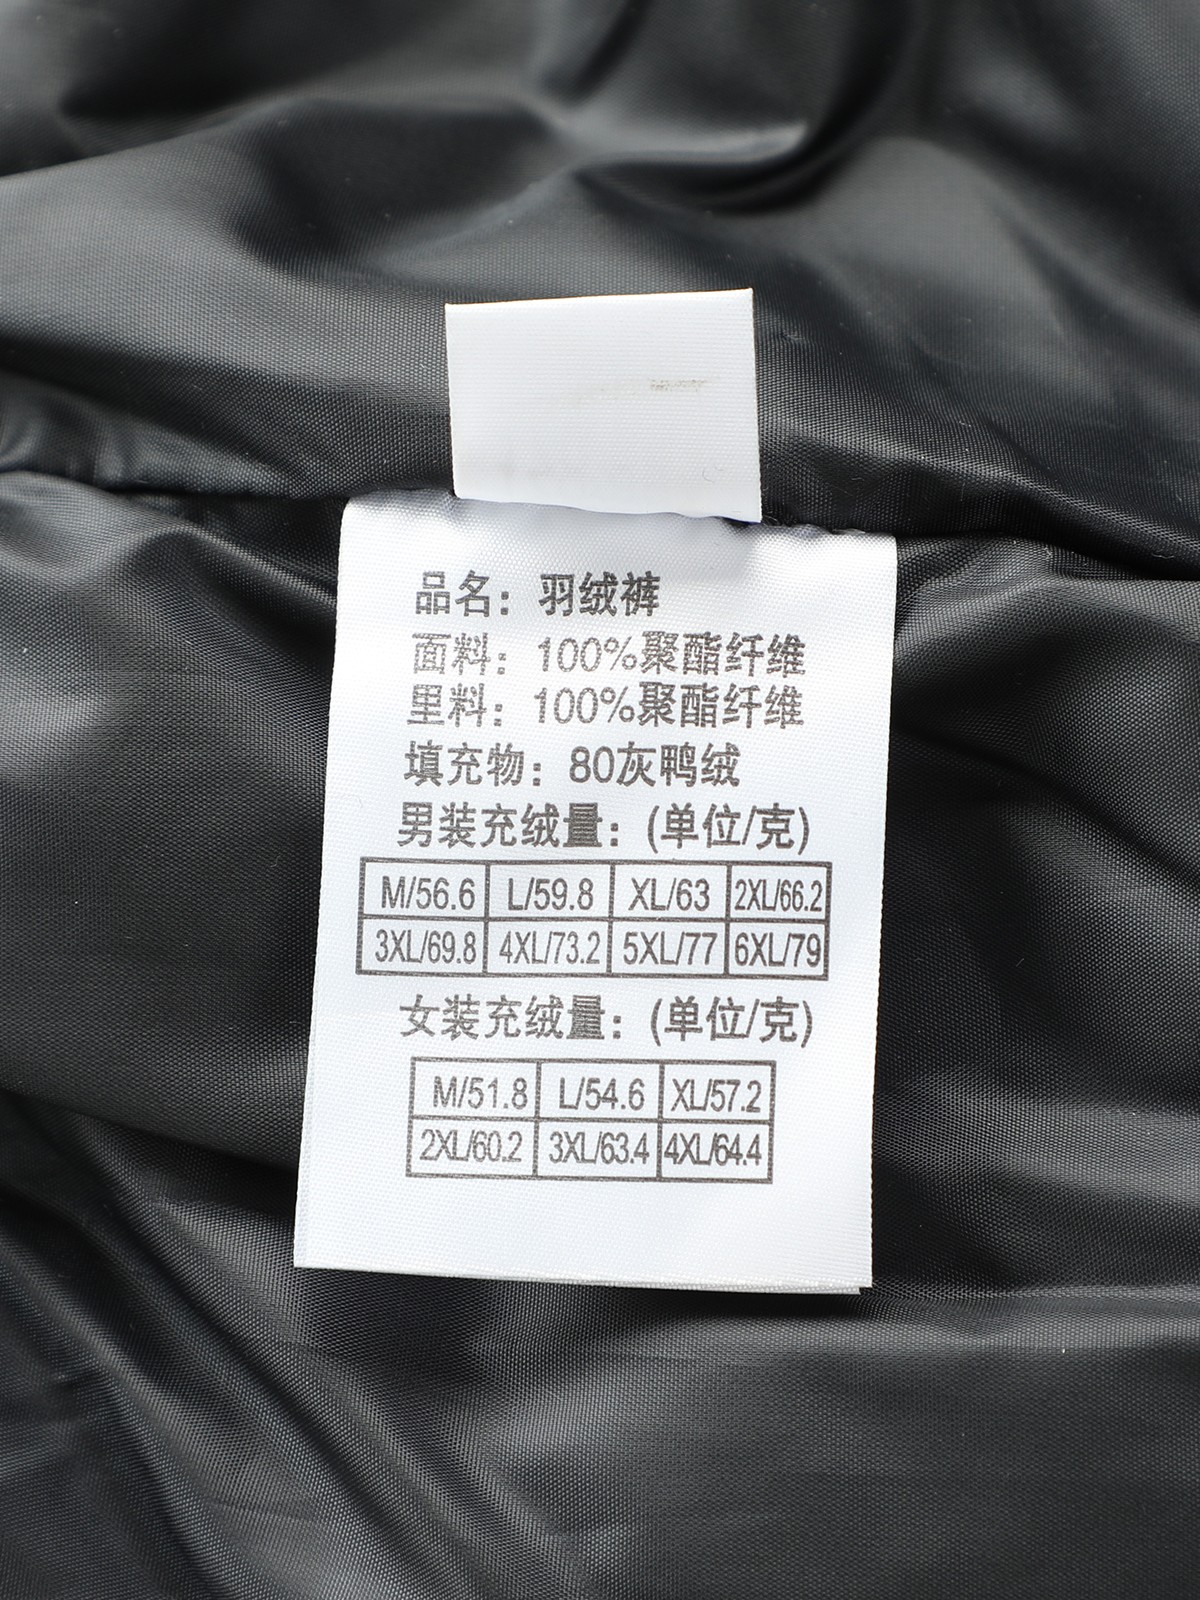 品名：羽绒裤
面料：100%聚酯纤维
里料：100%聚酯纤维
填充物：80灰鸭绒
男装充绒量：(单位/克)
M/56.6 L/59.8 XL/63 2XL/66.2
3XL/69.8 4XL/73.2 5XL/77 6XL/79
女装充绒量：(单位/克)
M/51.8 L/54.6 XL/57.2
2XL/60.2 3XL/63.4 4XL/64.4